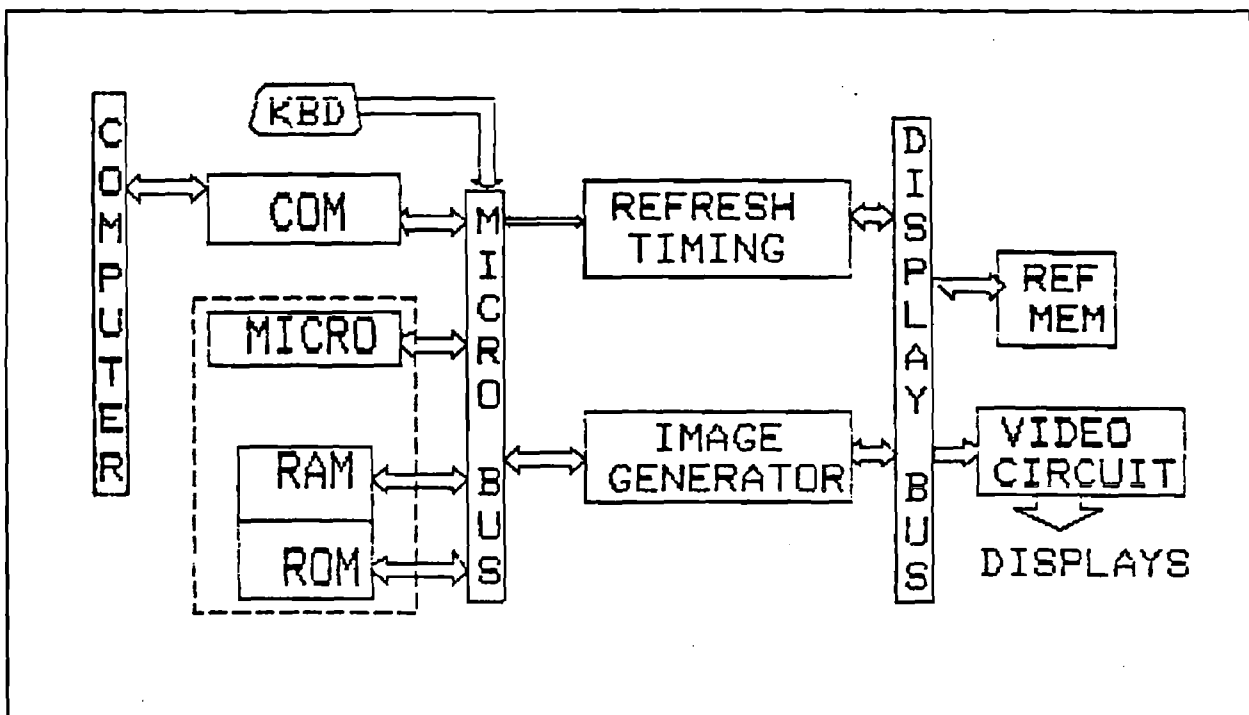 COMPUTER
KBD
COM
MICRO
RAM
ROM
MICRO BUS
REFRESH
TIMING
IMAGE
GENERATOR
DISPLAY BUS
REF
MEM
VIDEO
CIRCUIT
DISPLAYS